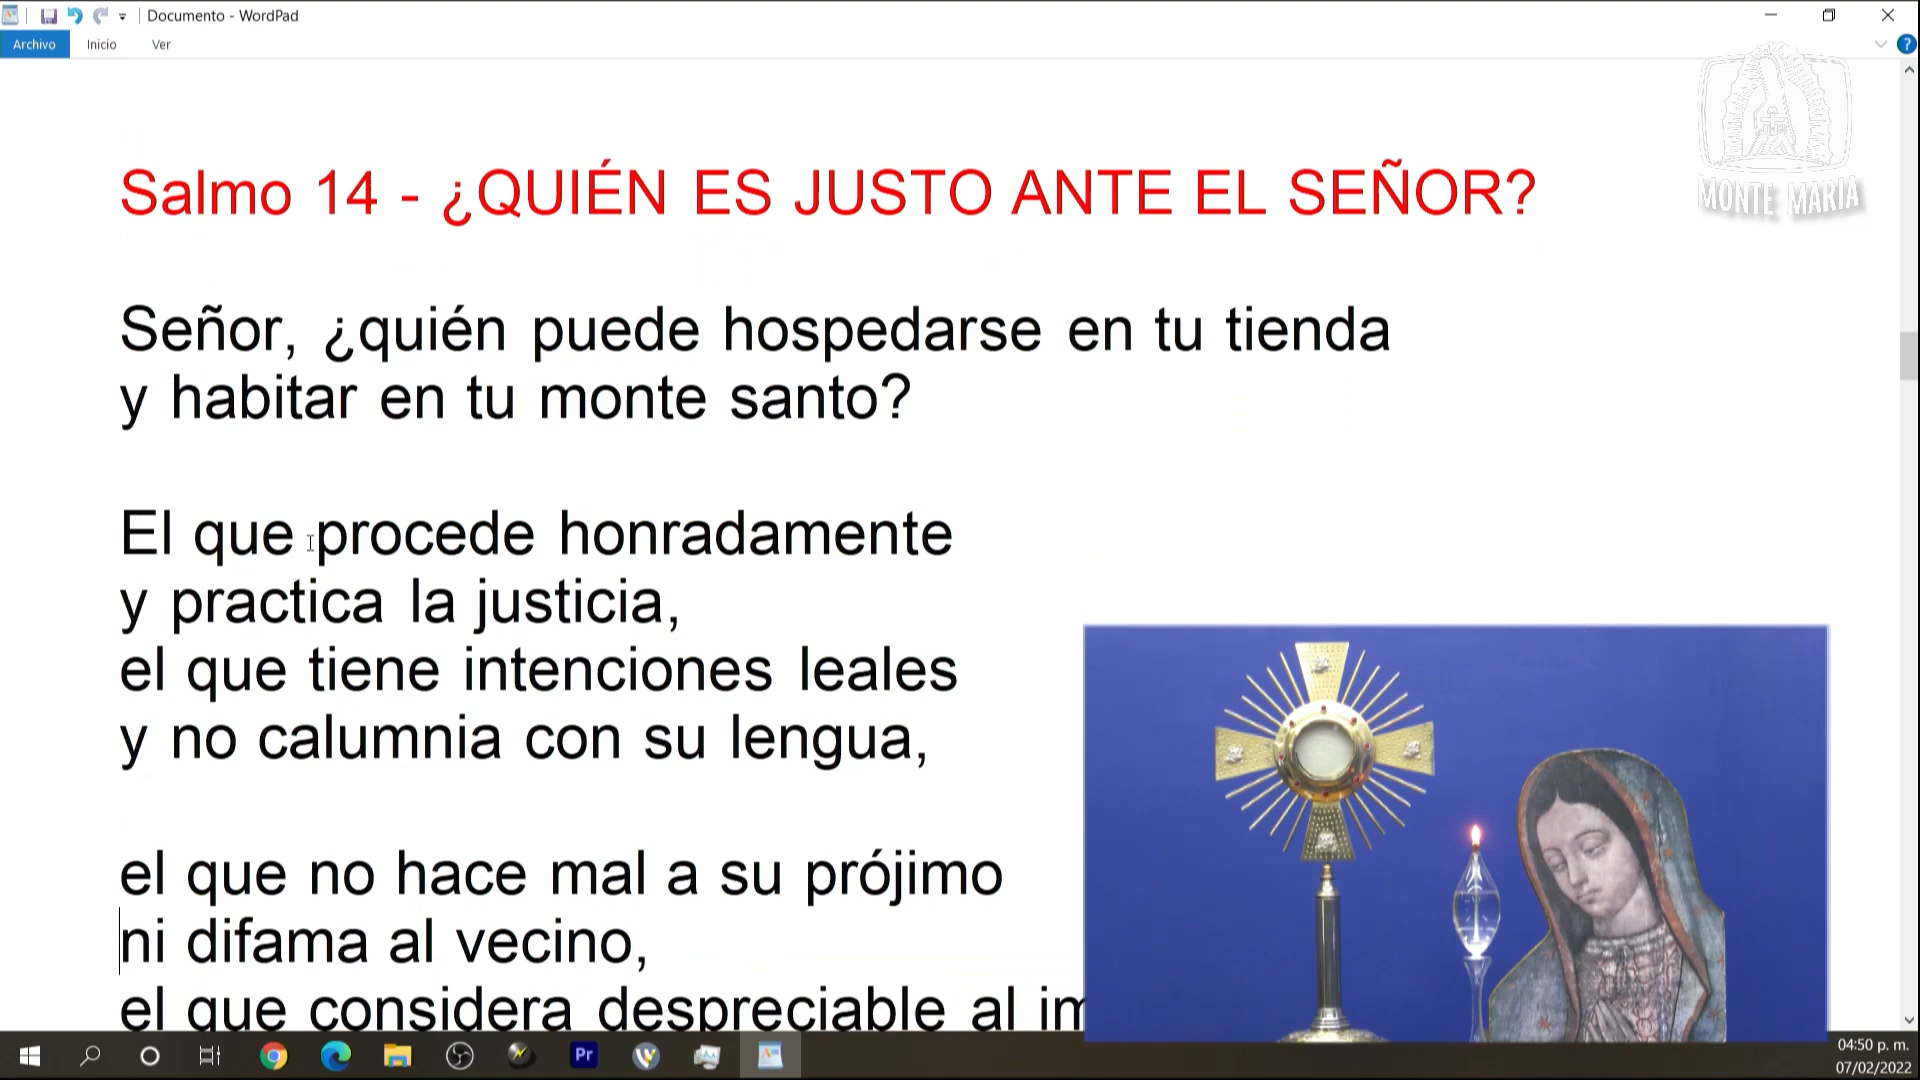 Documento - WordPad
Archivo Inicio Ver
MONTE MARIA
Salmo 14 - ¿QUIÉN ES JUSTO ANTE EL SEÑOR?
Señor, ¿quién puede hospedarse en tu tienda
y habitar en tu monte santo?
El que procede honradamente
y practica la justicia,
el que tiene intenciones leales
y no calumnia con su lengua,
el que no hace mal a su prójimo
ni difama al vecino,
el que considera despreciable al im
Pr
04:50 p. m.
07/02/2022